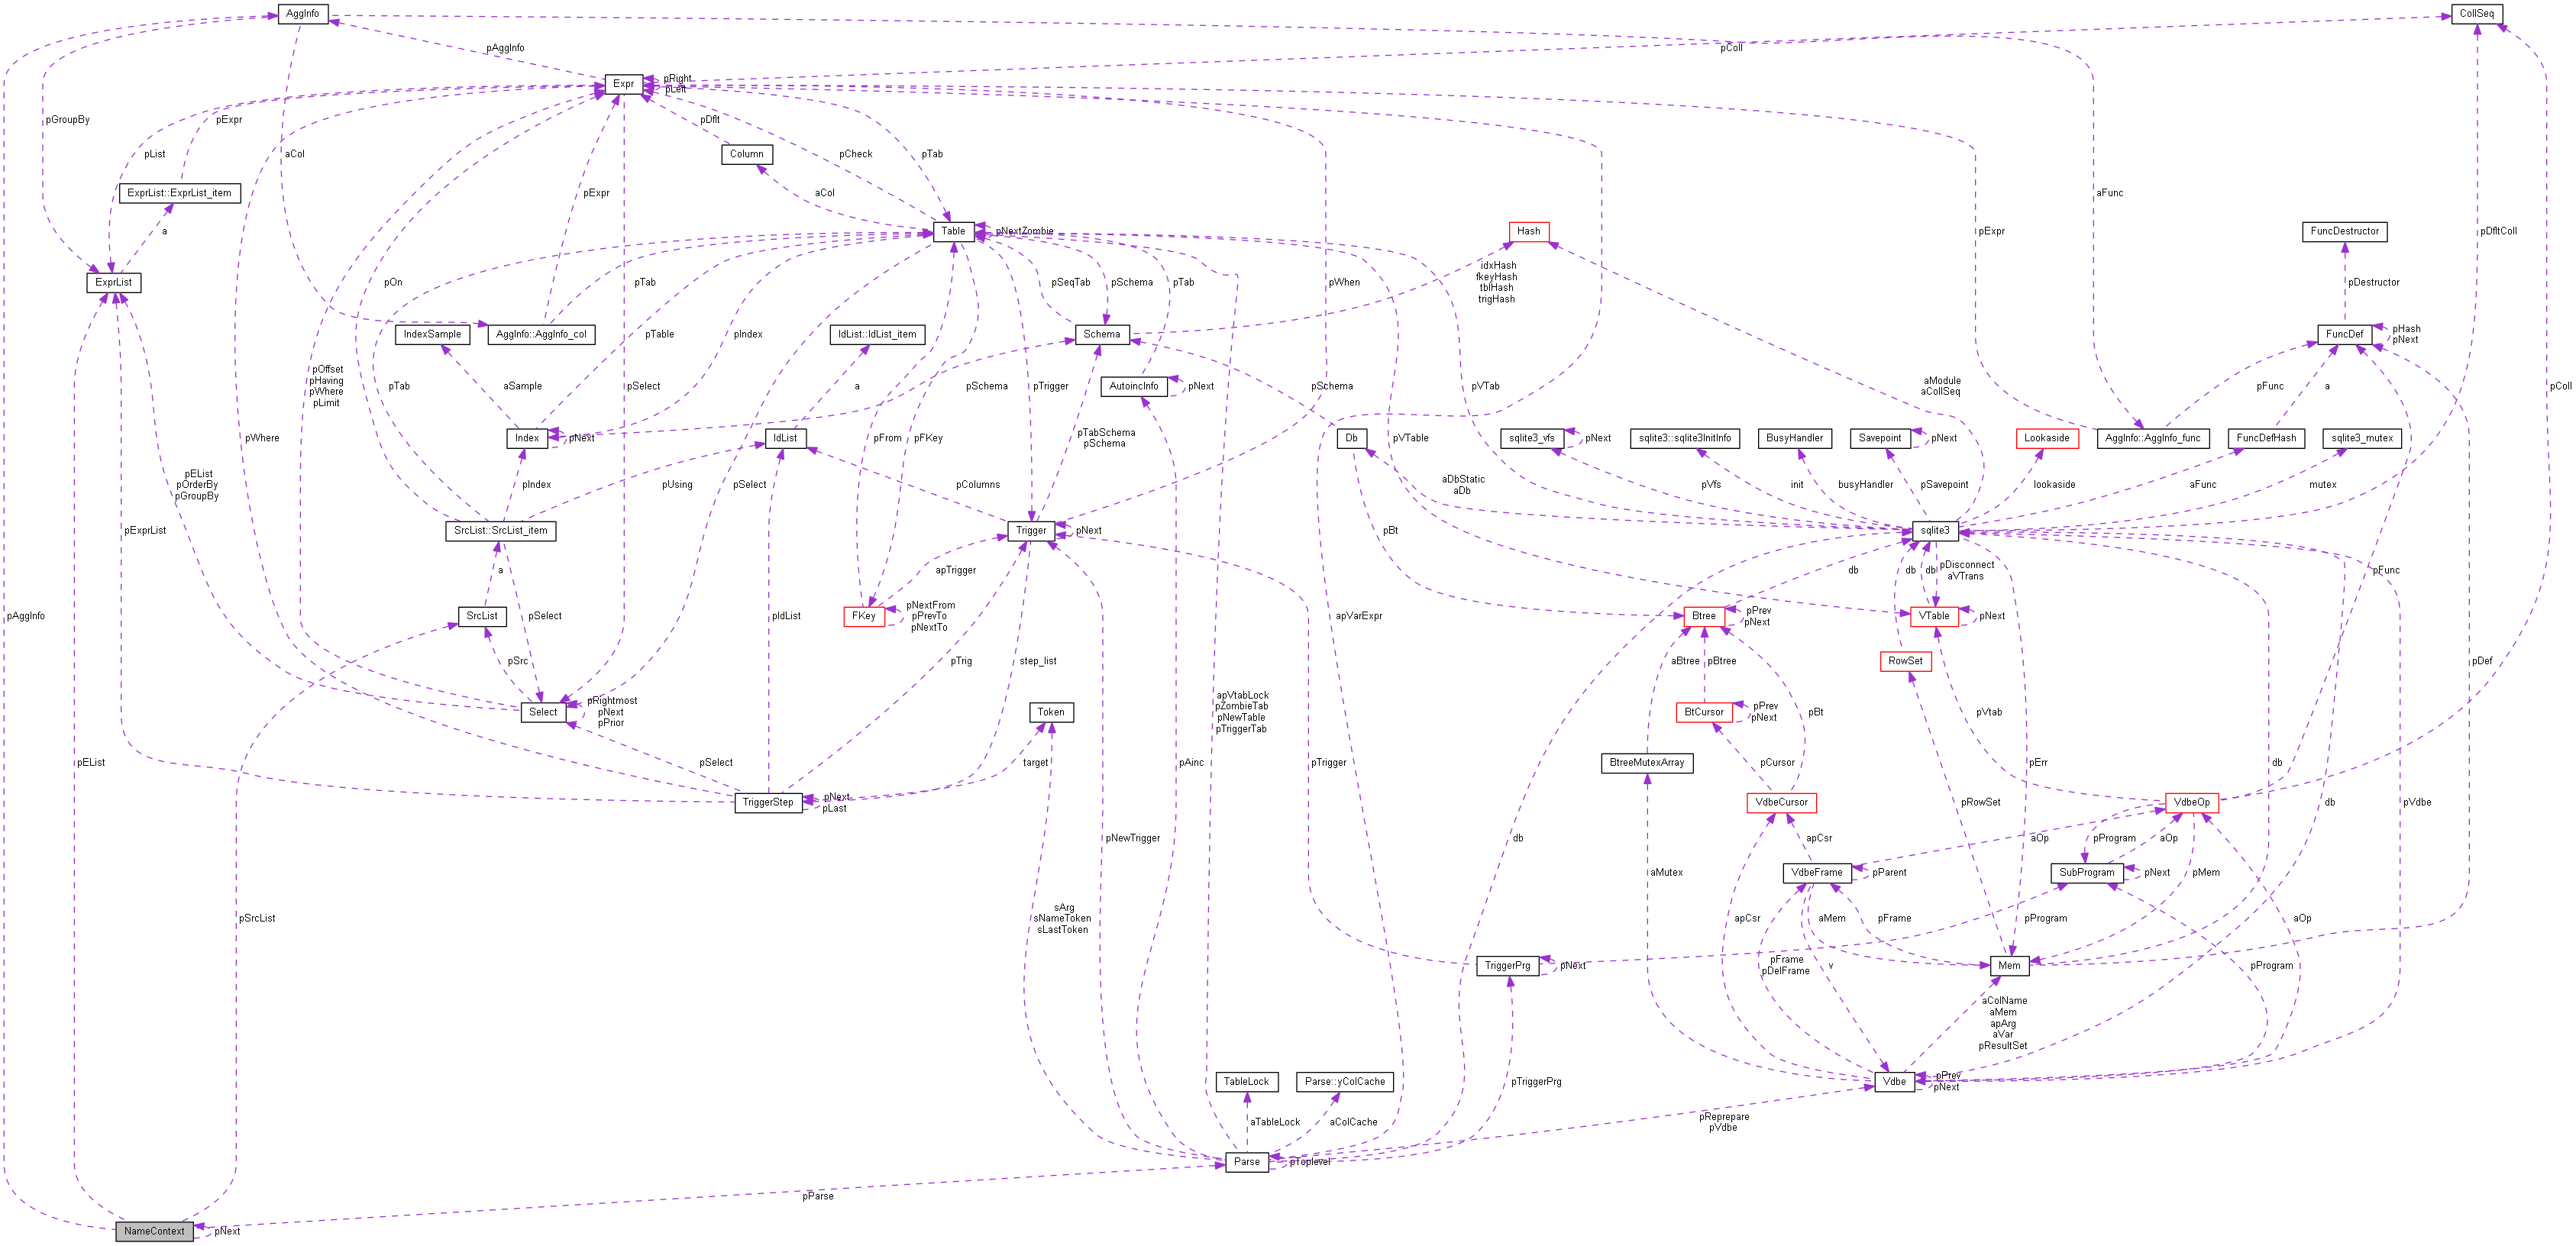 AggInfo
CollSeq
pAggInfo
pColl
Expr
pRight
pLeft
pGroupBy
pExpr
pDflt
pList
aCol
Column
pCheck
pTab
ExprList::ExprList_item
pExpr
aCol
aFunc
a
Table
pNextZombie
Hash
FuncDestructor
pExpr
pDfltColl
idxHash
fkeyHash
tblHash
trigHash
ExprList
pOn
pTab
pSeqTab
pSchema
pTab
pWhen
pDestructor
IndexSample
AggInfo::AggInfo_col
pTable
pIndex
IdList::IdList_item
Schema
FuncDef
pHash
pNext
pOffset
pHaving
pWhere
pLimit
pTab
aSample
pSelect
a
pSchema
pTrigger
AutoincInfo
pNext
pSchema
pVTab
aModule
aCollSeq
pFunc
a
pColl
pWhere
Index
pNext
IdList
pFrom
pFKey
pTabSchema
pSchema
Db
pVTable
sqlite3_vfs
pNext
sqlite3::sqlite3InitInfo
BusyHandler
Savepoint
pNext
Lookaside
AggInfo::AggInfo_func
FuncDefHash
sqlite3_mutex
pEList
pOrderBy
pGroupBy
pIndex
pUsing
pSelect
pColumns
aDbStatic
aDb
pVfs
init
busyHandler
pSavepoint
lookaside
aFunc
mutex
pExprList
SrcList::SrcList_item
Trigger
pNext
pBt
sqlite3
a
apTrigger
db
db
db
pDisconnect
aVTrans
pFunc
SrcList
pSelect
pIdList
FKey
pNextFrom
pPrevTo
pNextTo
apVarExpr
Btree
pPrev
pNext
VTable
pNext
pAggInfo
pSrc
pTrig
step_list
aBtree
pBtree
RowSet
pDef
Select
pRightmost
pNext
pPrior
Token
apVtabLock
pZombieTab
pNewTable
pTriggerTab
BtCursor
pPrev
pNext
pBt
pVtab
pEList
pSelect
target
pAinc
pTrigger
BtreeMutexArray
pCursor
pErr
db
TriggerStep
pNext
pLast
VdbeCursor
pRowSet
db
pVdbe
VdbeOp
pNewTrigger
db
apCsr
aOp
pProgram
aOp
aMutex
VdbeFrame
pParent
SubProgram
pNext
pMem
pSrcList
sArg
sNameToken
sLastToken
apCsr
aMem
pFrame
pProgram
aOp
TriggerPrg
pNext
pFrame
pDelFrame
v
Mem
pProgram
aColName
aMem
apArg
aVar
pResultSet
TableLock
Parse::yColCache
pTriggerPrg
Vdbe
pPrev
pNext
aTableLock
aColCache
pReprepare
pVdbe
Parse
pToplevel
pParse
NameContext
pNext